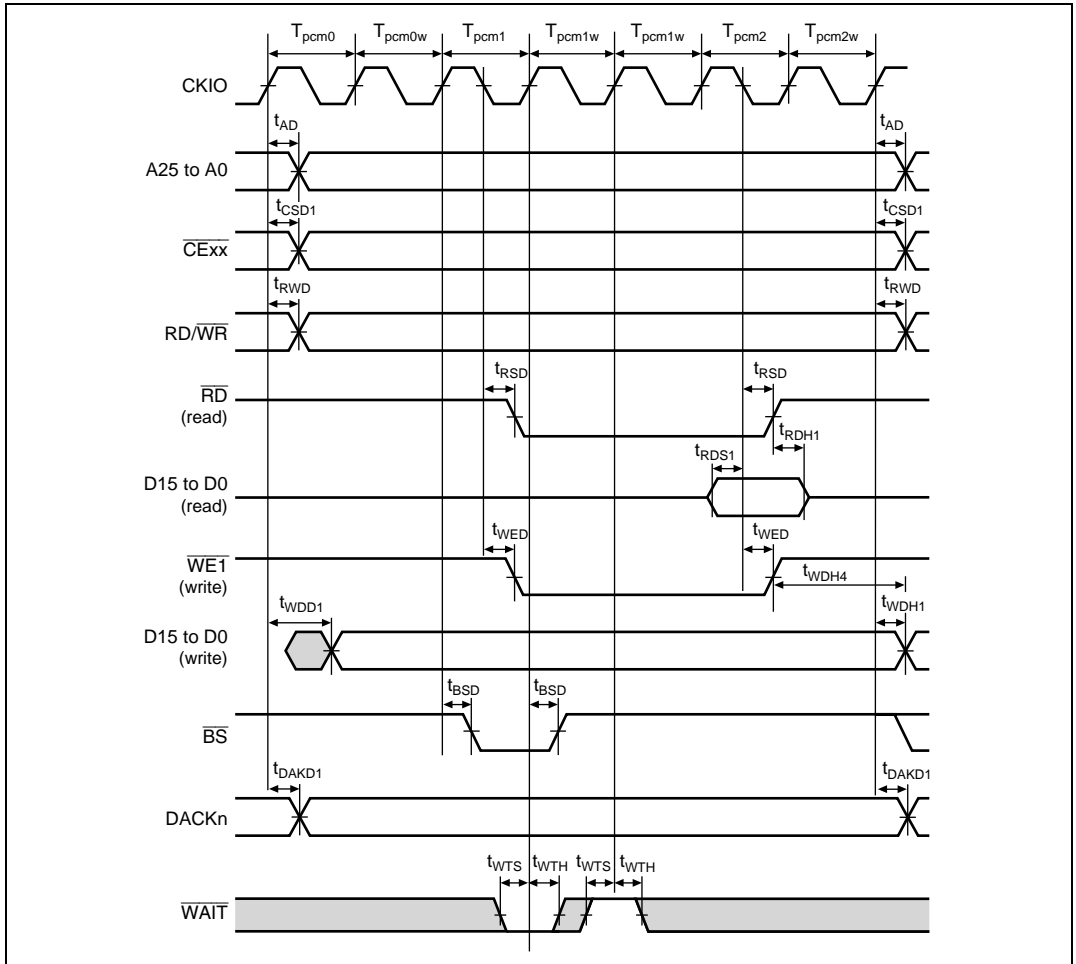 Tpcm0 Tpcm0w Tpcm1 Tpcm1w Tpcm1w Tpcm2 Tpcm2w
CKIO
tAD tAD
A25 to A0
tCSD1 tCSD1
CExx
tRWD tRWD
RD/WR
tRSD tRSD
RD
(read)
tRDH1
tRDS1
D15 to D0
(read)
tWED tWED
WE1
(write)
tWDH4
tWDD1 tWDH1
D15 to D0
(write)
tBSD tBSD
BS
tDAKD1 tDAKD1
DACKn
tWTS tWTH tWTS tWTH
WAIT